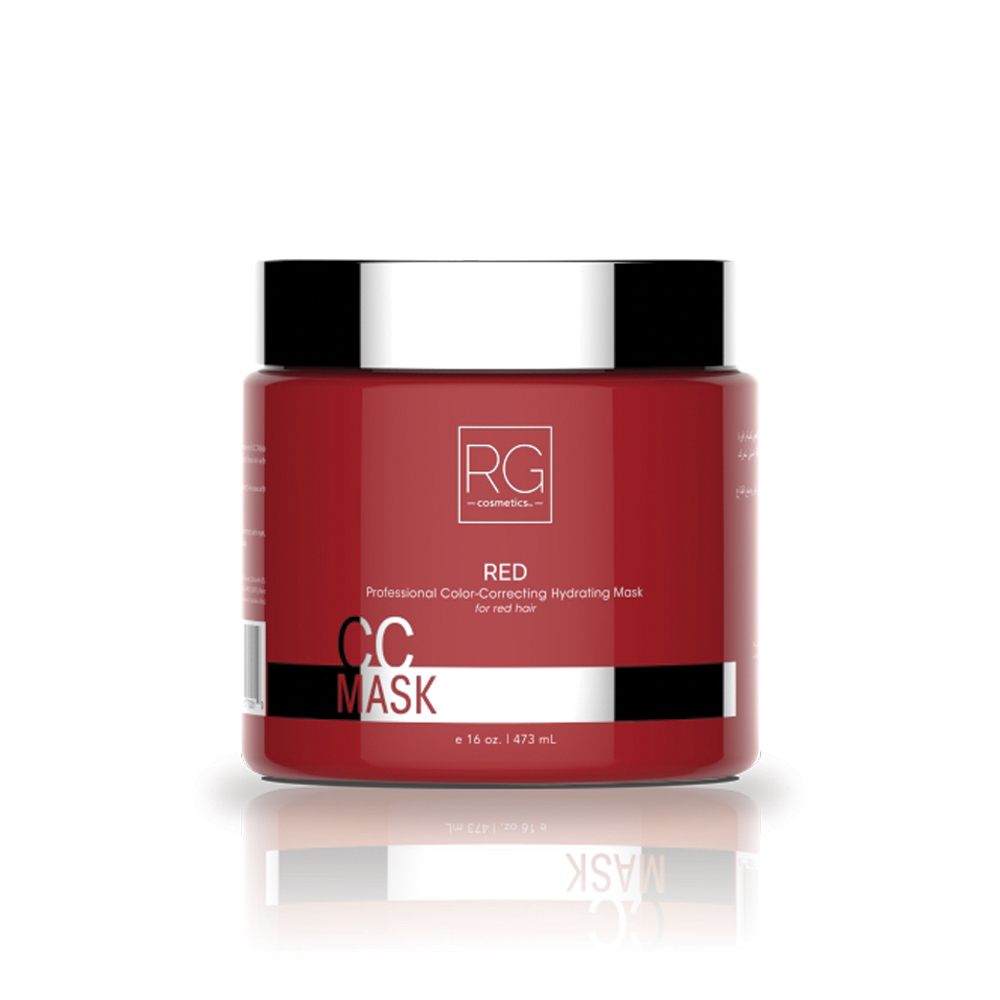 RG
cosmetics
RED
Professional Color-Correcting Hydrating Mask
for red hair
CC
MASK
e 16 oz. | 473 mL